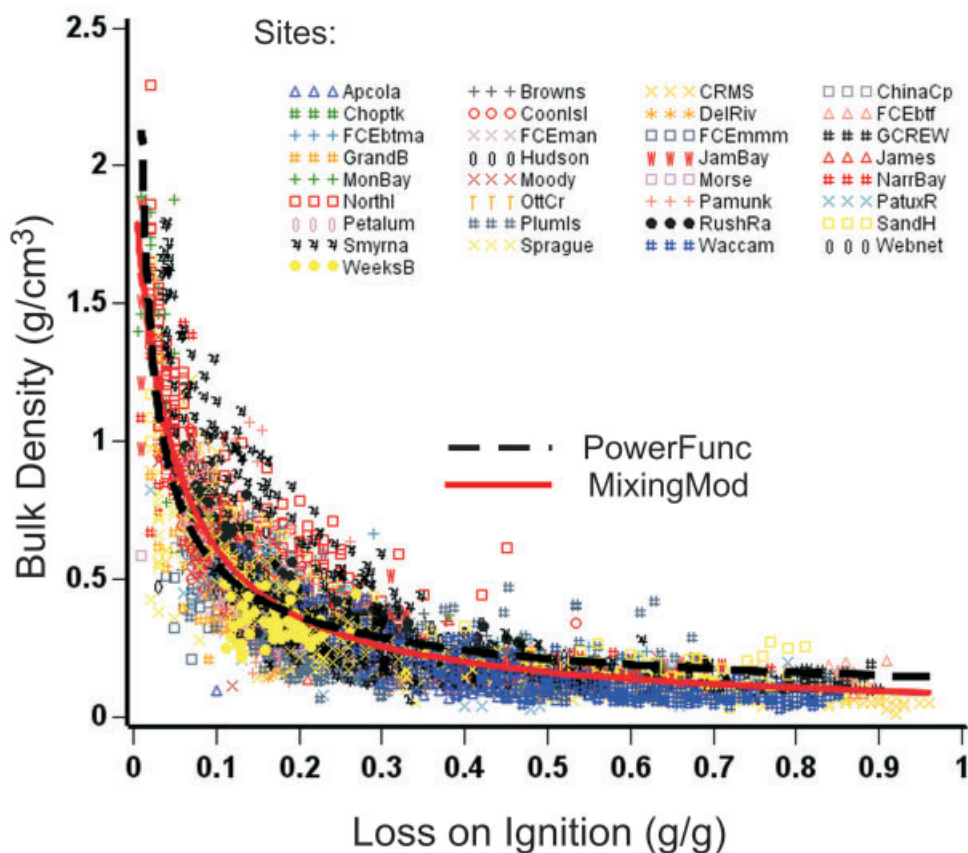 Sites:
Apcola Browns CRMS ChinaCp
Choptk CoonIsl DelRiv FCEbtf
FCEbtma FCEman FCEmmm GCREW
GrandB Hudson JamBay James
MonBay Moody Morse NarrBay
NorthI OttCr Pamunk PatuxR
Petalum PlumIs RushRa SandH
Smyrna Sprague Waccam Webnet
WeeksB
PowerFunc
MixingMod
Bulk Density (g/cm³)
2.5
2
1.5
1
0.5
0
0 0.1 0.2 0.3 0.4 0.5 0.6 0.7 0.8 0.9 1
Loss on Ignition (g/g)